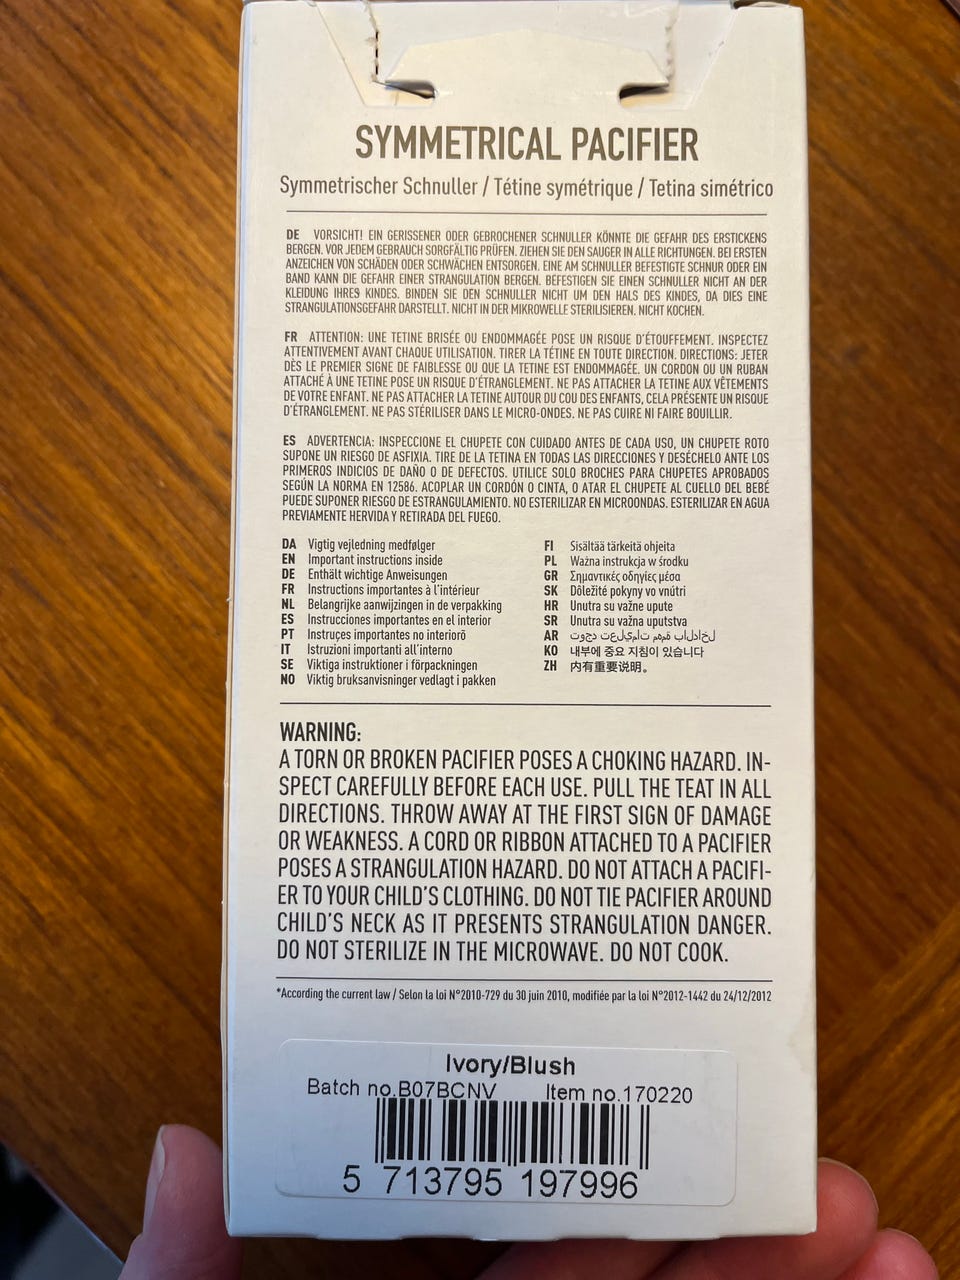 SYMMETRICAL PACIFIER
Symmetrischer Schnuller / Tétine symétrique / Tetina simétrico
DE VORSICHT! EIN GERISSENER ODER GEBROCHENER SCHNULLER KÖNNTE DIE GEFAHR DES ERSTICKENS
BERGEN. VOR JEDEM GEBRAUCH SORGFÄLTIG PRÜFEN. ZIEHEN SIE DEN SAUGER IN ALLE RICHTUNGEN. BEI ERSTEN
ANZEICHEN VON SCHÄDEN ODER SCHWÄCHEN ENTSORGEN. EINE AM SCHNULLER BEFESTIGTE SCHNUR ODER EIN
BAND KANN DIE GEFAHR EINER STRANGULATION BERGEN. BEFESTIGEN SIE EINEN SCHNULLER NICHT AN DER
KLEIDUNG IHRES KINDES. BINDEN SIE DEN SCHNULLER NICHT UM DEN HALS DES KINDES, DA DIES EINE
STRANGULATIONSGEFAHR DARSTELLT. NICHT IN DER MIKROWELLE STERILISIEREN. NICHT KOCHEN.
FR ATTENTION: UNE TETINE BRISÉE OU ENDOMMAGÉE POSE UN RISQUE D'ÉTOUFFEMENT. INSPECTEZ
ATTENTIVEMENT AVANT CHAQUE UTILISATION. TIRER LA TÉTINE EN TOUTE DIRECTION. DIRECTIONS: JETER
DÈS LE PREMIER SIGNE DE FAIBLESSE OU QUE LA TETINE EST ENDOMMAGÉE. UN CORDON OU UN RUBAN
ATTACHÉ À UNE TETINE POSE UN RISQUE D'ÉTRANGLEMENT. NE PAS ATTACHER LA TETINE AUX VÊTEMENTS
DE VOTRE ENFANT. NE PAS ATTACHER LA TETINE AUTOUR DU COU DES ENFANTS, CELA PRÉSENTE UN RISQUE
D'ÉTRANGLEMENT. NE PAS STÉRILISER DANS LE MICRO-ONDES. NE PAS CUIRE NI FAIRE BOUILLIR.
ES ADVERTENCIA: INSPECCIONE EL CHUPETE CON CUIDADO ANTES DE CADA USO, UN CHUPETE ROTO
SUPONE UN RIESGO DE ASFIXIA. TIRE DE LA TETINA EN TODAS LAS DIRECCIONES Y DESÉCHELO ANTE LOS
PRIMEROS INDICIOS DE DAÑO O DE DEFECTOS. UTILICE SOLO BROCHES PARA CHUPETES APROBADOS
SEGÚN LA NORMA EN 12586. ACOPLAR UN CORDÓN O CINTA, O ATAR EL CHUPETE AL CUELLO DEL BEBÉ
PUEDE SUPONER RIESGO DE ESTRANGULAMIENTO. NO ESTERILIZAR EN MICROONDAS. ESTERILIZAR EN AGUA
PREVIAMENTE HERVIDA Y RETIRADA DEL FUEGO.
DA Vigtig vejledning medfølger
EN Important instructions inside
DE Enthält wichtige Anweisungen
FR Instructions importantes à l'intérieur
NL Belangrijke aanwijzingen in de verpakking
ES Instrucciones importantes en el interior
PT Instruçes importantes no interiorõ
IT Istruzioni importanti all'interno
SE Viktiga instruktioner i förpackningen
NO Viktig bruksanvisninger vedlagt i pakken
FI Sisältää tärkeitä ohjeita
PL Ważna instrukcja w środku
GR Σημαντικές οδηγίες μέσα
SK Dôležité pokyny vo vnútri
HR Unutra su važne upute
SR Unutra su važna uputstva
AR لخادلاب ةمهم تاميلعت دجوت
KO 내부에 중요 지침이 있습니다
ZH 内有重要说明。
WARNING:
A TORN OR BROKEN PACIFIER POSES A CHOKING HAZARD. IN-
SPECT CAREFULLY BEFORE EACH USE. PULL THE TEAT IN ALL
DIRECTIONS. THROW AWAY AT THE FIRST SIGN OF DAMAGE
OR WEAKNESS. A CORD OR RIBBON ATTACHED TO A PACIFIER
POSES A STRANGULATION HAZARD. DO NOT ATTACH A PACIFI-
ER TO YOUR CHILD'S CLOTHING. DO NOT TIE PACIFIER AROUND
CHILD'S NECK AS IT PRESENTS STRANGULATION DANGER.
DO NOT STERILIZE IN THE MICROWAVE. DO NOT COOK.
*According the current law / Selon la loi N°2010-729 du 30 juin 2010, modifiée par la loi N°2012-1442 du 24/12/2012
Ivory/Blush
Batch no.B07BCNV Item no.170220
5 713795 197996